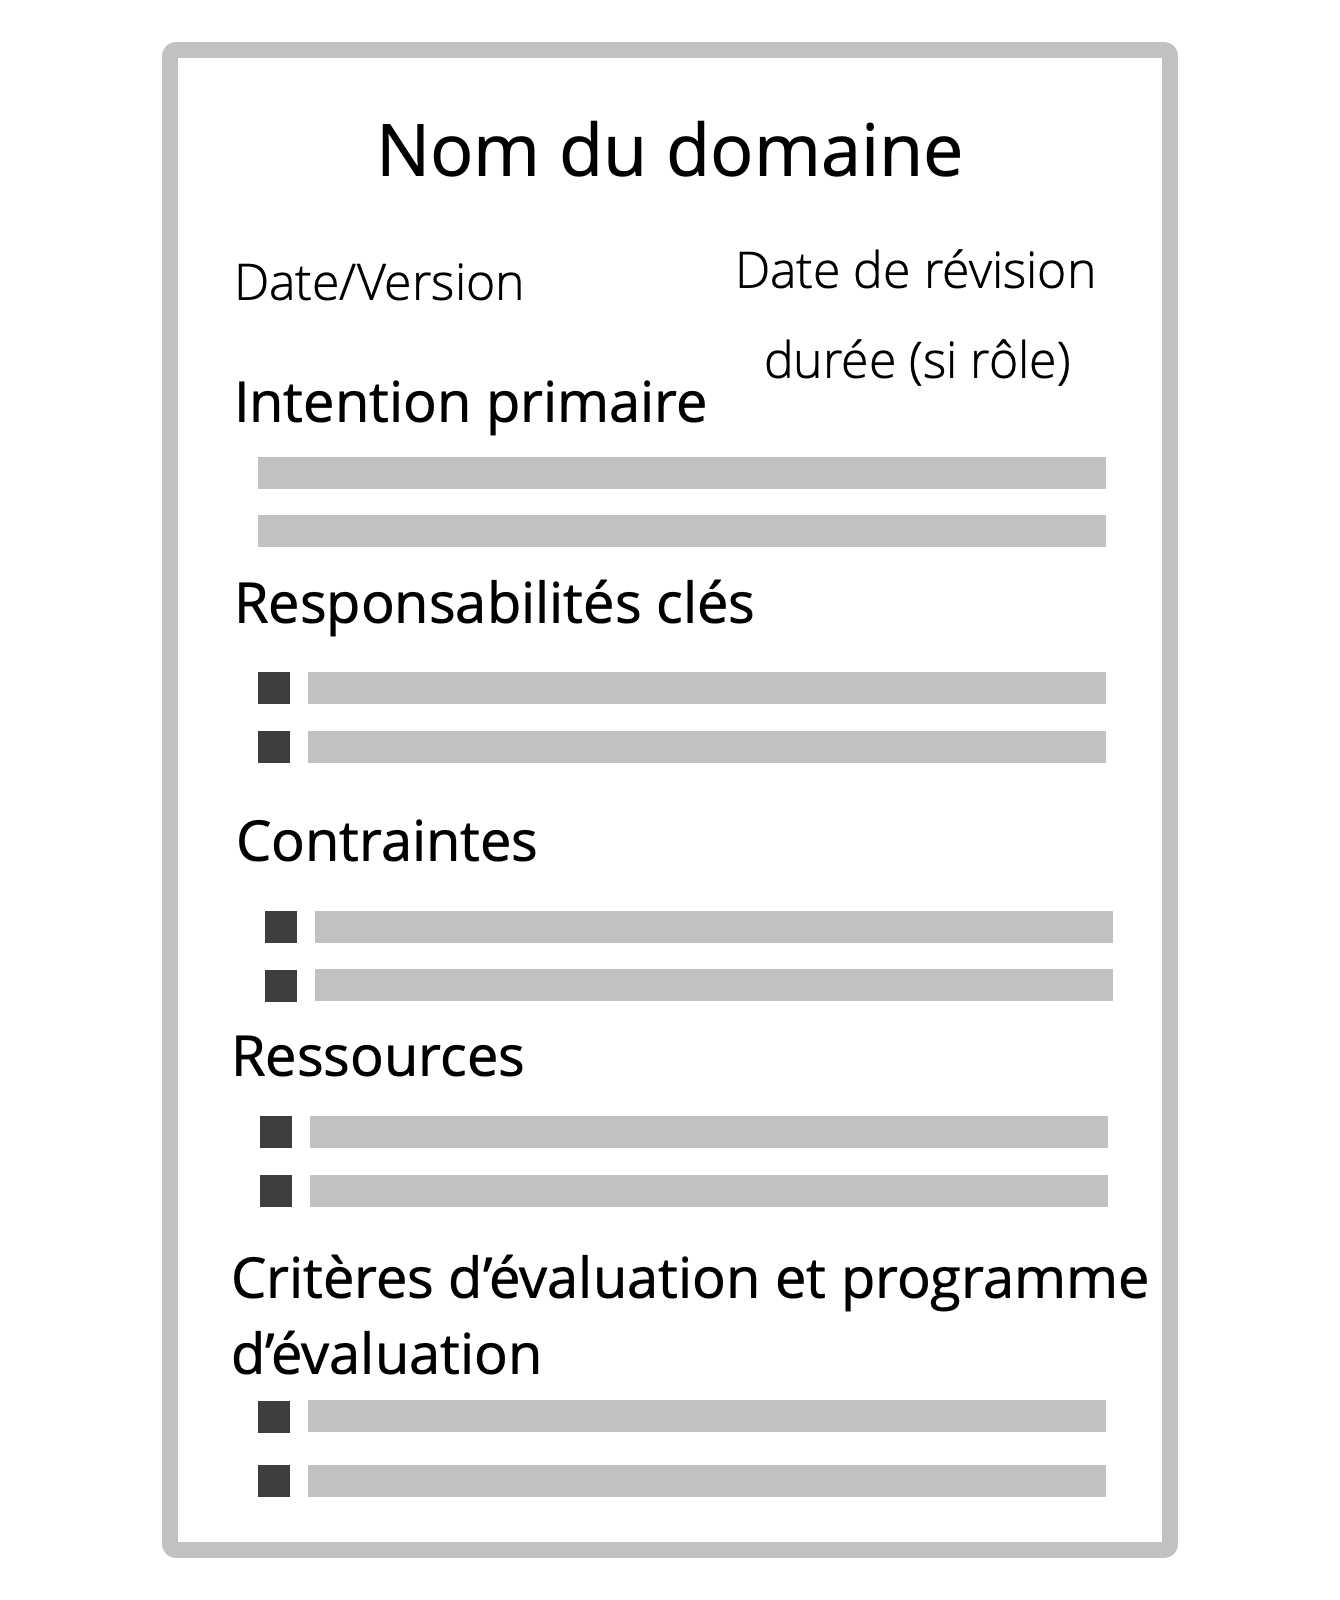 Nom du domaine
Date/Version
Date de révision
durée (si rôle)
Intention primaire
Responsabilités clés
Contraintes
Ressources
Critères d’évaluation et programme
d’évaluation